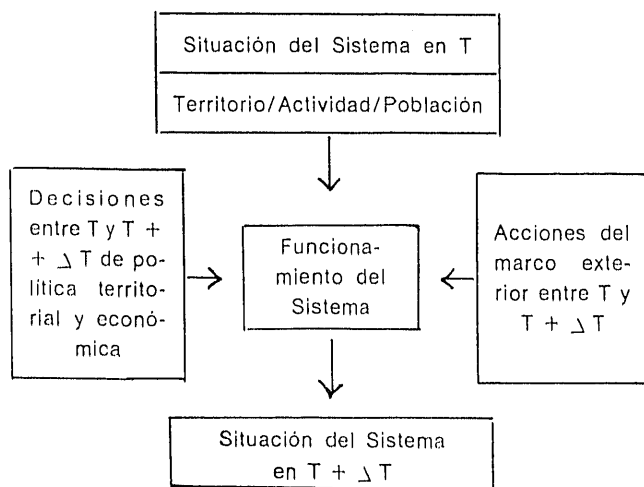 Situación del Sistema en T
Territorio/Actividad/Población
Decisiones
entre T y T +
+ △ T de po-
lítica territo-
rial y econó-
mica
Funciona-
miento del
Sistema
Acciones del
marco exte-
rior entre T y
T + △ T
Situación del Sistema
en T + △ T